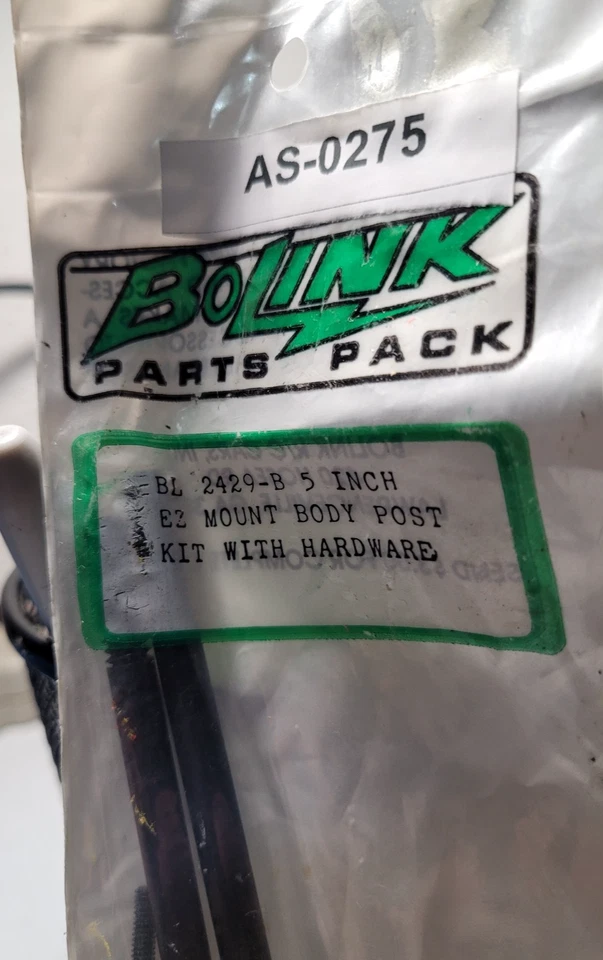 AS-0275
BOLINK
PARTS PACK
BL 2429-B 5 INCH
EZ MOUNT BODY POST
KIT WITH HARDWARE